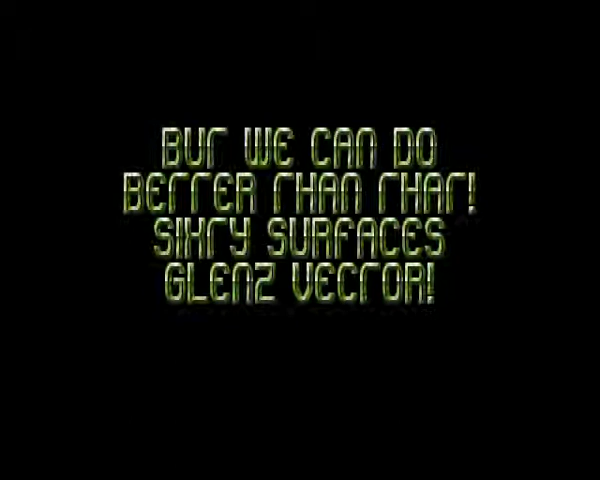 BUT WE CAN DO
BETTER THAN THAT!
SIXTY SURFACES
GLENZ VECTOR!